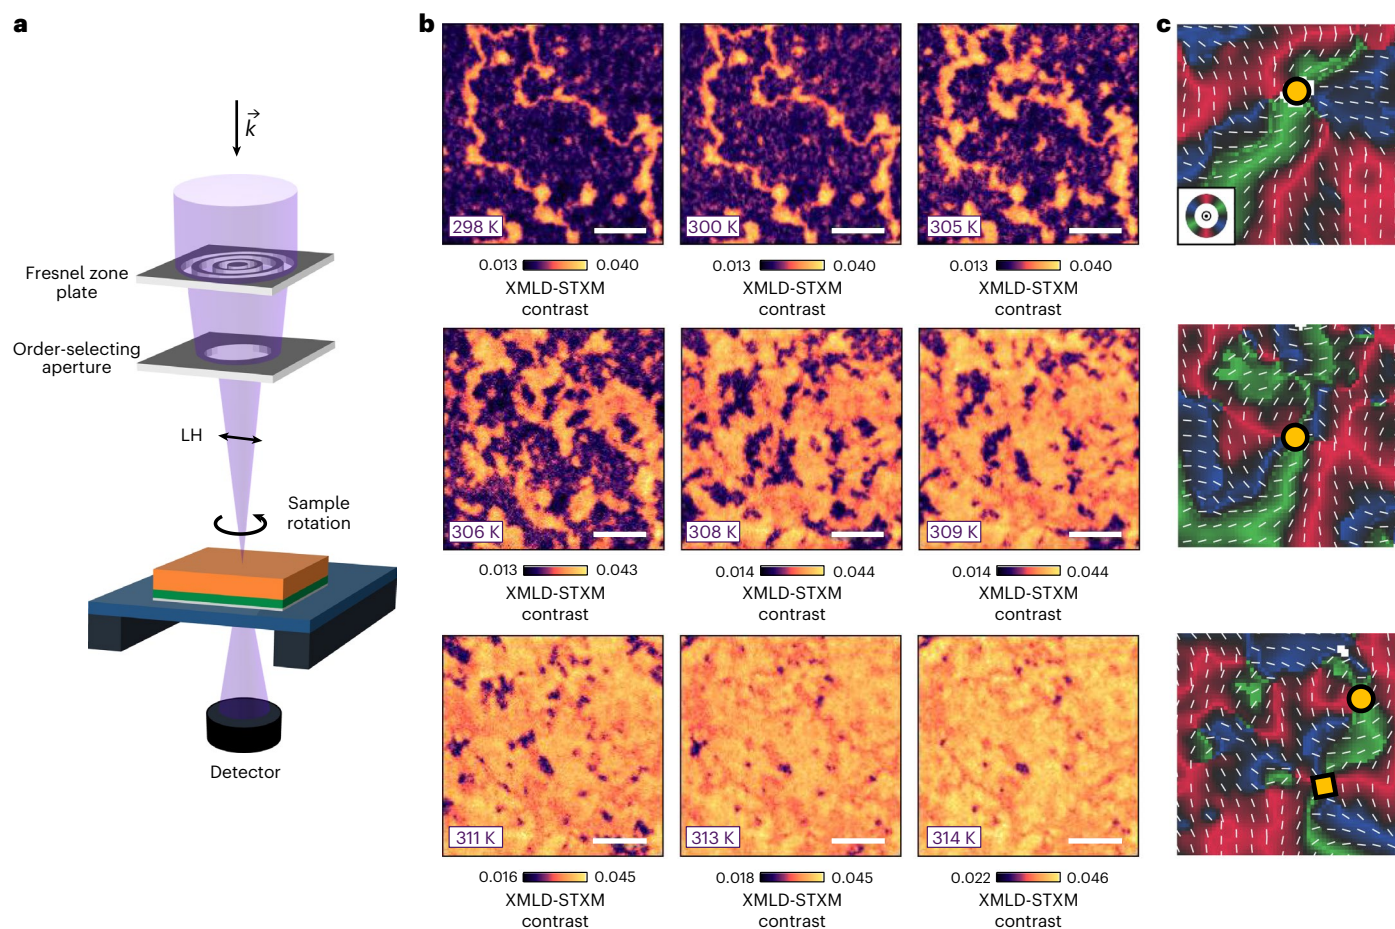 a
k
Fresnel zone
plate
Order-selecting
aperture
LH
Sample
rotation
Detector
b
298 K
300 K
305 K
0.013 0.040
XMLD-STXM
contrast
0.013 0.040
XMLD-STXM
contrast
0.013 0.040
XMLD-STXM
contrast
306 K
308 K
309 K
0.013 0.043
XMLD-STXM
contrast
0.014 0.044
XMLD-STXM
contrast
0.014 0.044
XMLD-STXM
contrast
311 K
313 K
314 K
0.016 0.045
XMLD-STXM
contrast
0.018 0.045
XMLD-STXM
contrast
0.022 0.046
XMLD-STXM
contrast
c